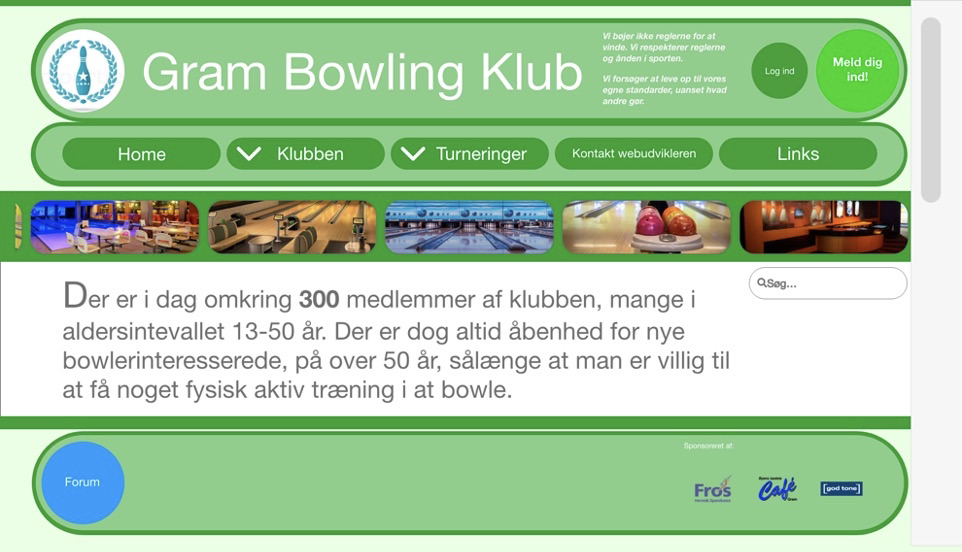 Gram Bowling Klub
Vi bøjer ikke reglerne for at
vinde. Vi respekterer reglerne
og ånden i sporten.
Vi forsøger at leve op til vores
egne standarder, uanset hvad
andre gør.
Log ind
Meld dig
ind!
Home
Klubben
Turneringer
Kontakt webudvikleren
Links
Søg...
Der er i dag omkring 300 medlemmer af klubben, mange i
aldersintevallet 13-50 år. Der er dog altid åbenhed for nye
bowlerinteresserede, på over 50 år, sålænge at man er villig til
at få noget fysisk aktiv træning i at bowle.
Forum
Sponsoreret af:
Frøs
Café
Gram
god tone